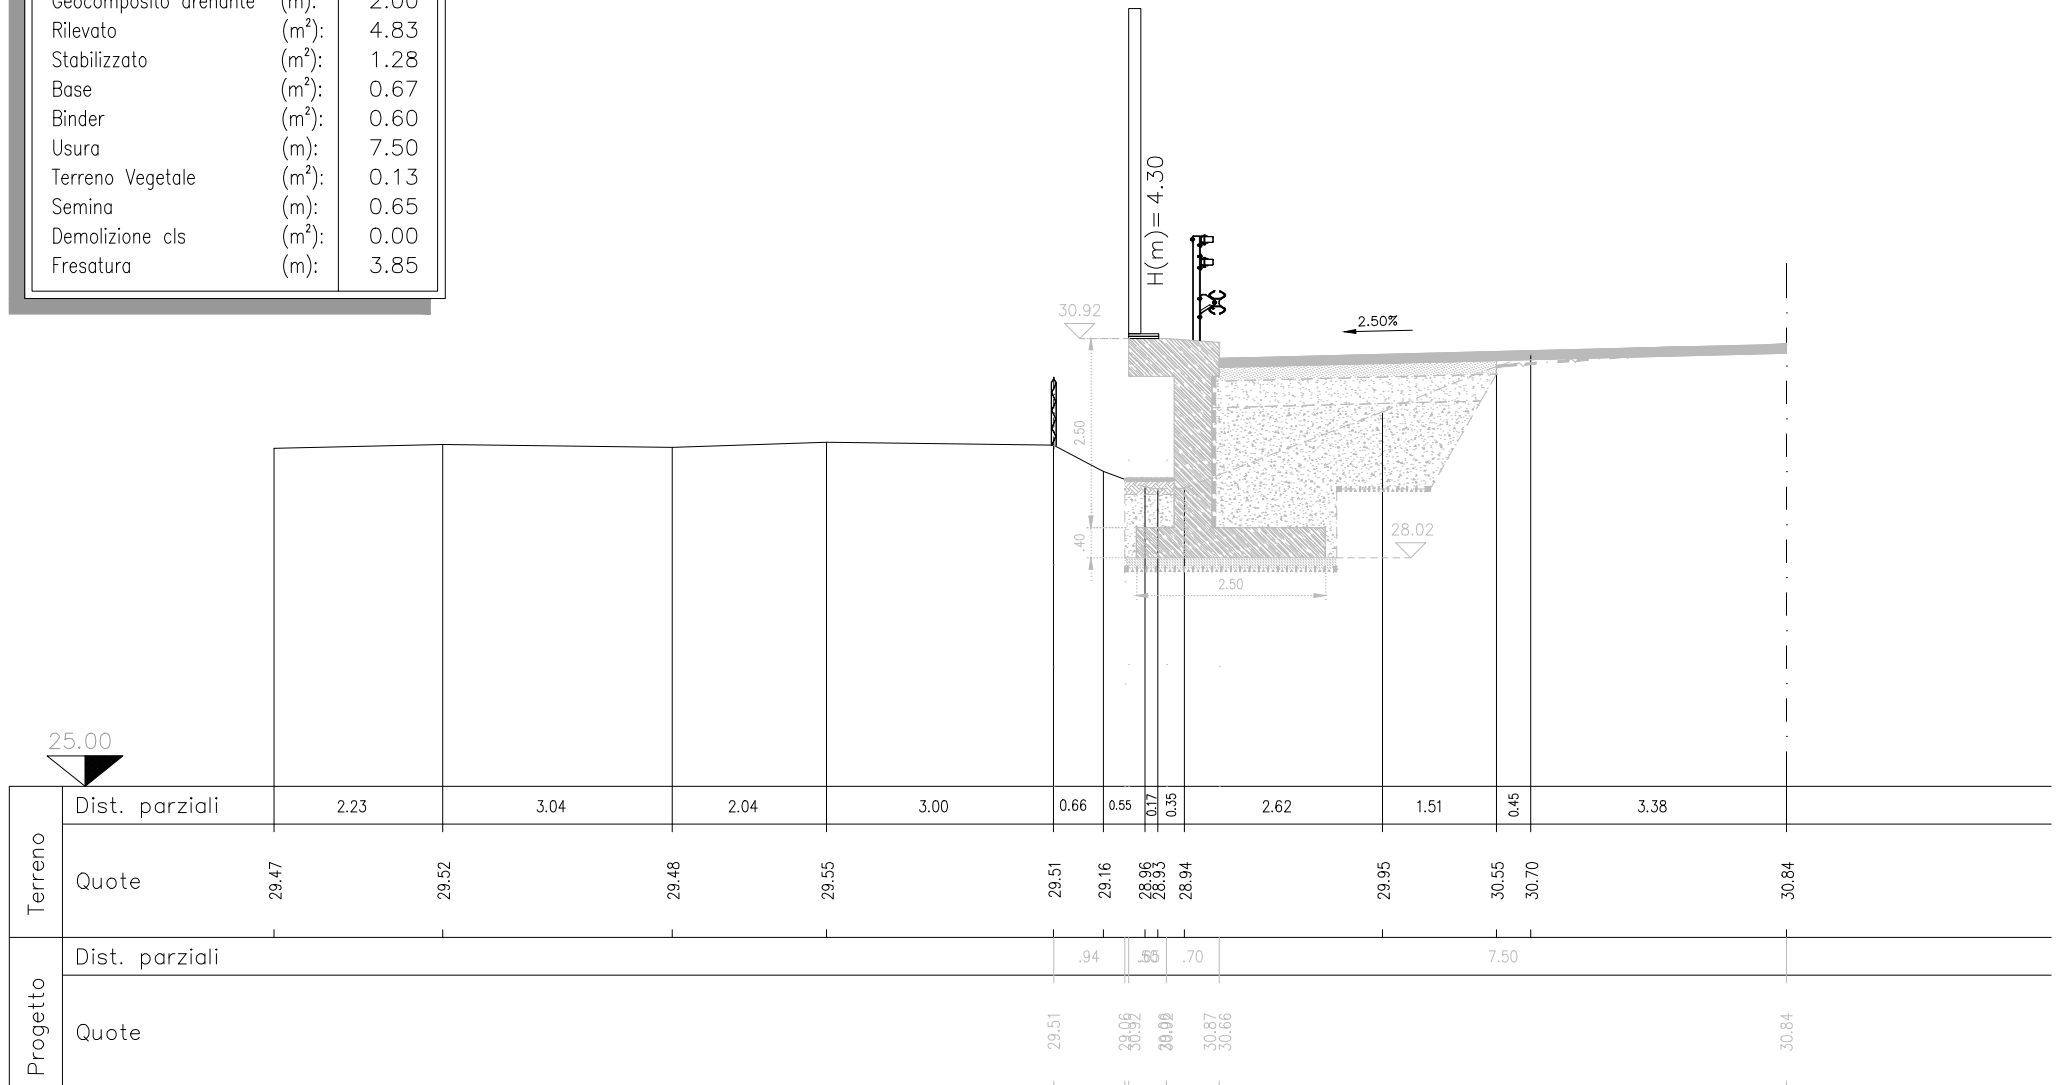 Geocomposito drenante (m): 2.00
Rilevato (m²): 4.83
Stabilizzato (m²): 1.28
Base (m²): 0.67
Binder (m²): 0.60
Usura (m): 7.50
Terreno Vegetale (m²): 0.13
Semina (m): 0.65
Demolizione cls (m²): 0.00
Fresatura (m): 3.85
H(m)= 4.30
30.92
2.50%
2.50
.40
28.02
2.50
25.00
Terreno
Dist. parziali 2.23 3.04 2.04 3.00 0.66 0.55 0.17 0.35 2.62 1.51 0.45 3.38
Quote 29.47 29.52 29.48 29.55 29.51 29.16 28.96 28.93 28.94 29.95 30.55 30.70 30.84
Progetto
Dist. parziali .94 .70 7.50
Quote 29.51 29.06 30.92 30.87 30.66 30.84